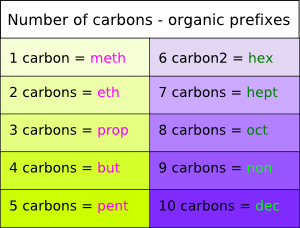 Number of carbons - organic prefixes
1 carbon = meth
6 carbon2 = hex
2 carbons = eth
7 carbons = hept
3 carbons = prop
8 carbons = oct
4 carbons = but
9 carbons = non
5 carbons = pent
10 carbons = dec